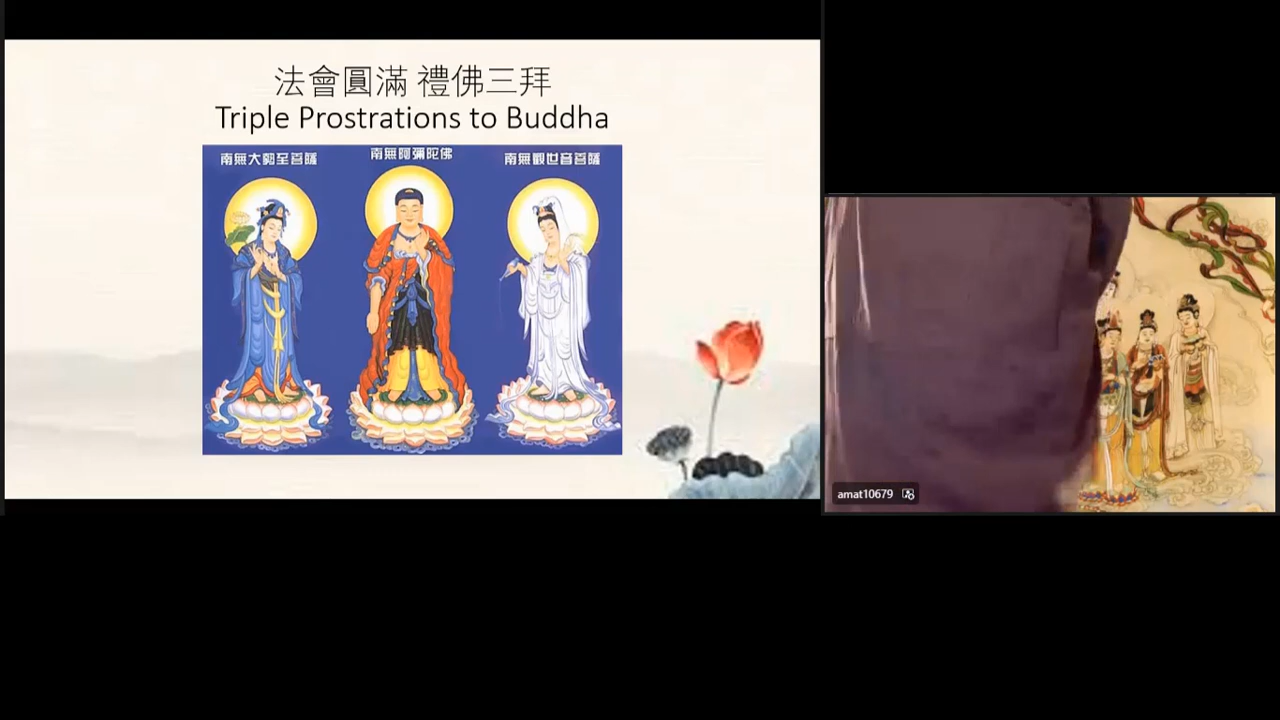 法會圓滿 禮佛三拜
Triple Prostrations to Buddha
南無大勢至菩薩
南無阿彌陀佛
南無觀世音菩薩
amat10679